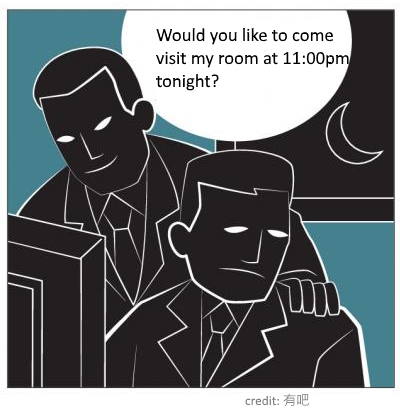 Would you like to come
visit my room at 11:00pm
tonight?
credit: 有吧